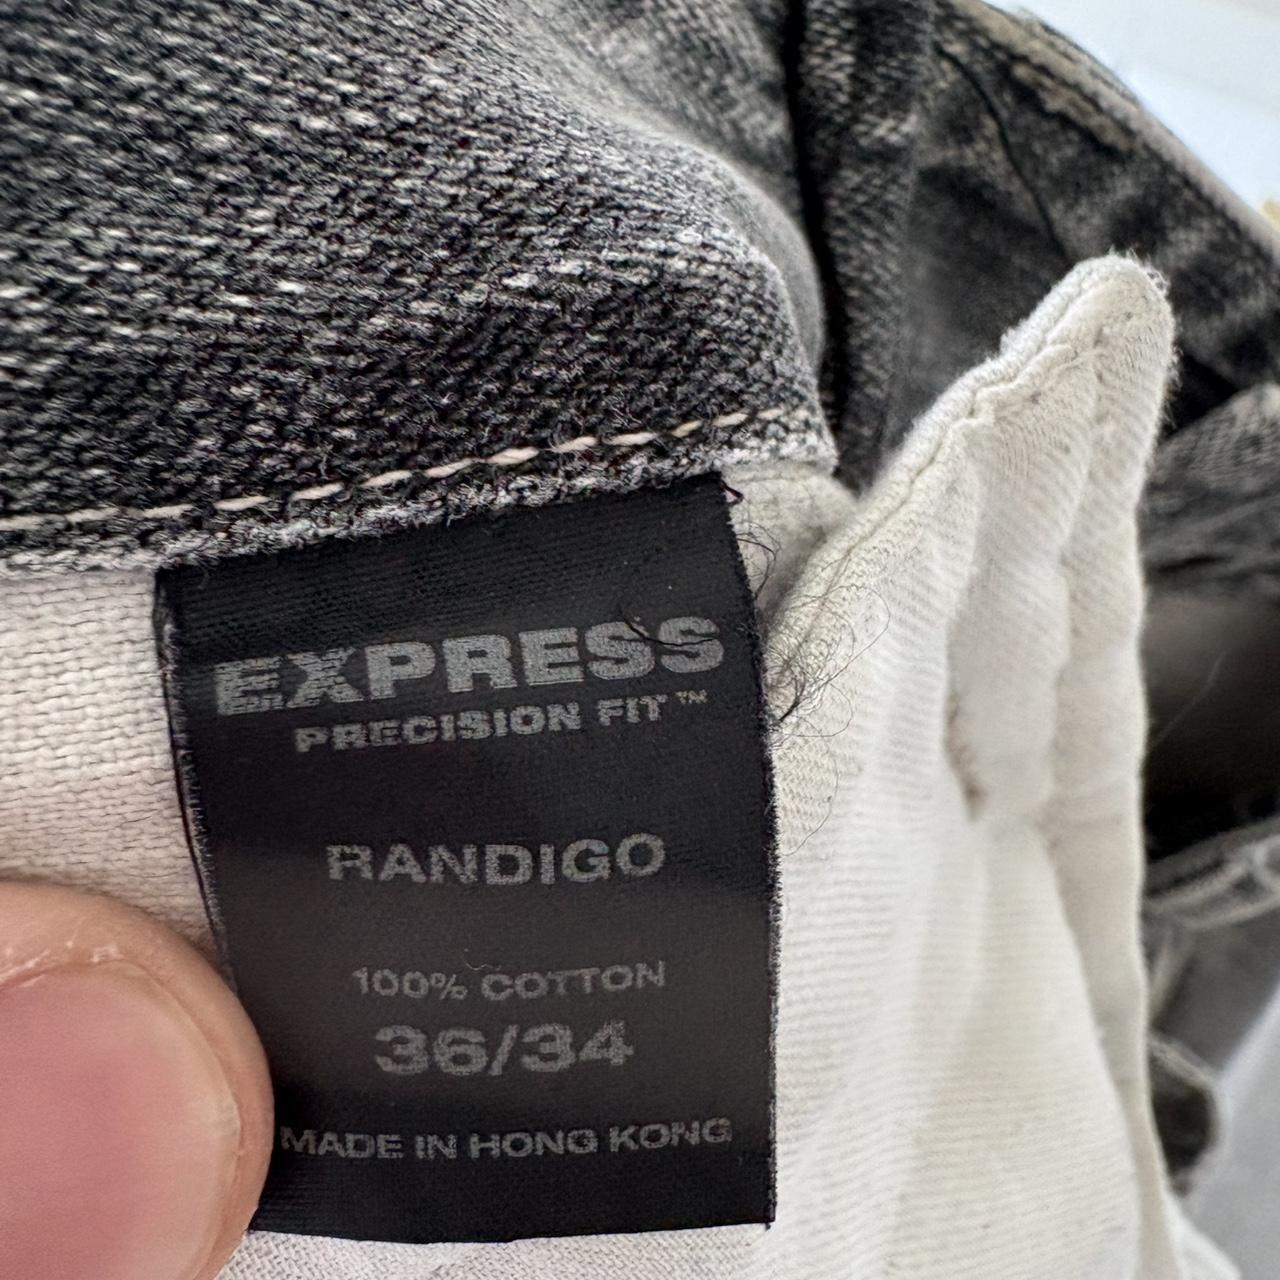 EXPRESS
PRECISION FIT™
RANDIGO
100% COTTON
36/34
MADE IN HONG KONG